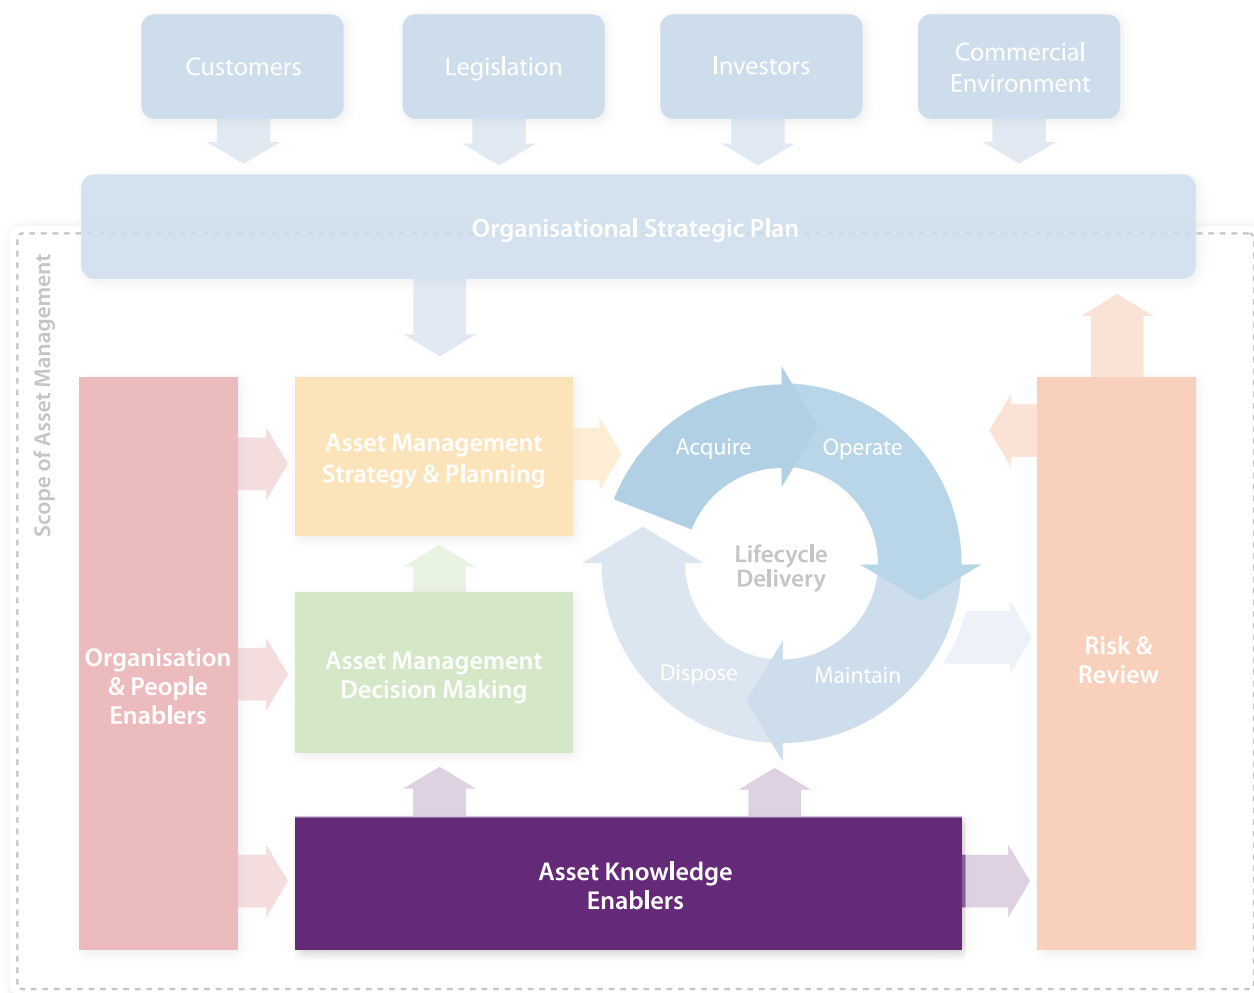 Customers
Legislation
Investors
Commercial
Environment
Organisational Strategic Plan
Scope of Asset Management
Asset Management
Strategy & Planning
Acquire
Operate
Lifecycle
Delivery
Organisation
& People
Enablers
Asset Management
Decision Making
Dispose
Maintain
Risk &
Review
Asset Knowledge
Enablers